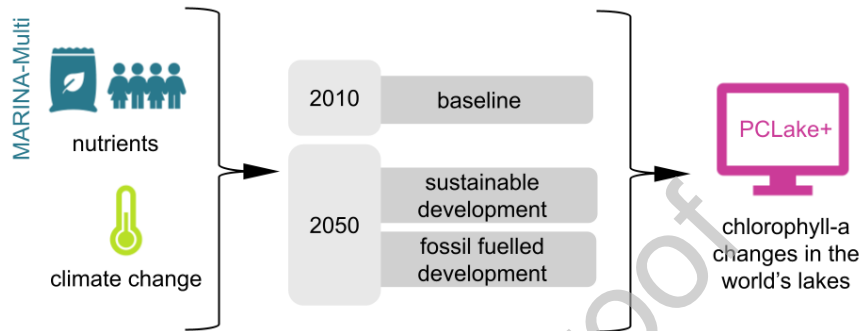 MARINA-Multi
nutrients
climate change
2010
baseline
2050
sustainable
development
fossil fuelled
development
PCLake+
chlorophyll-a
changes in the
world's lakes